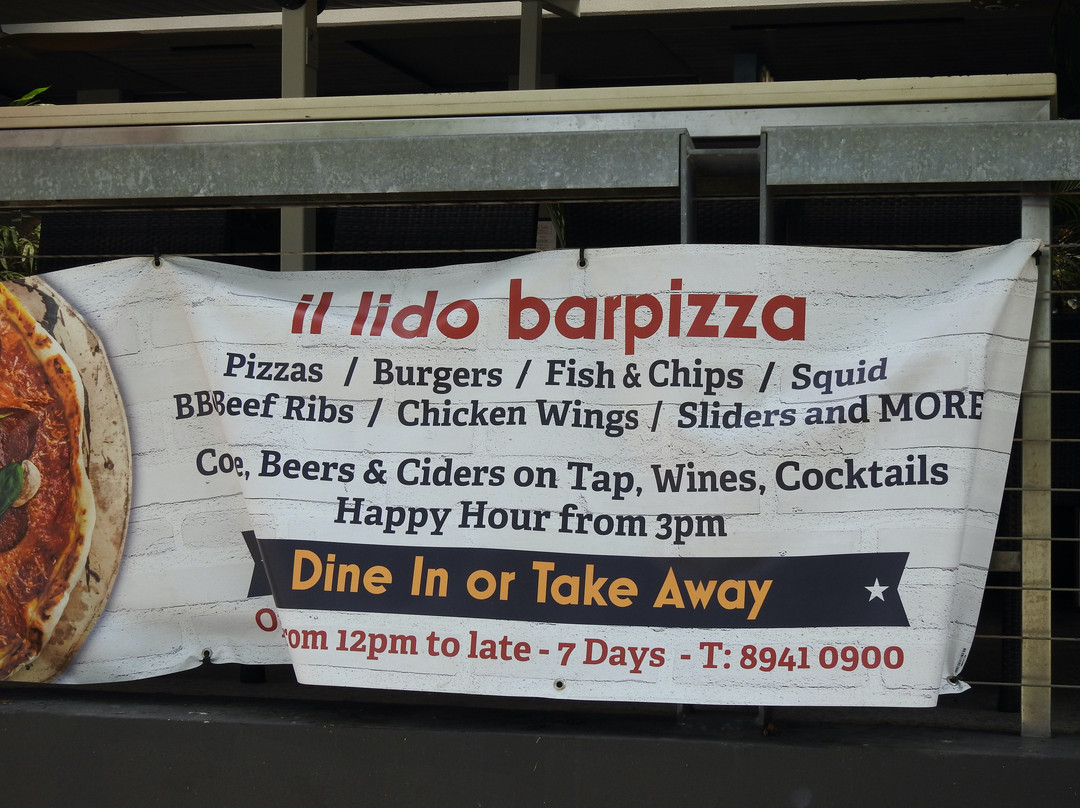 il lido barpizza
Pizzas / Burgers / Fish & Chips / Squid
BBBeef Ribs / Chicken Wings / Sliders and MORE
Coe, Beers & Ciders on Tap, Wines, Cocktails
Happy Hour from 3pm
Dine In or Take Away
O rom 12pm to late - 7 Days - T: 8941 0900